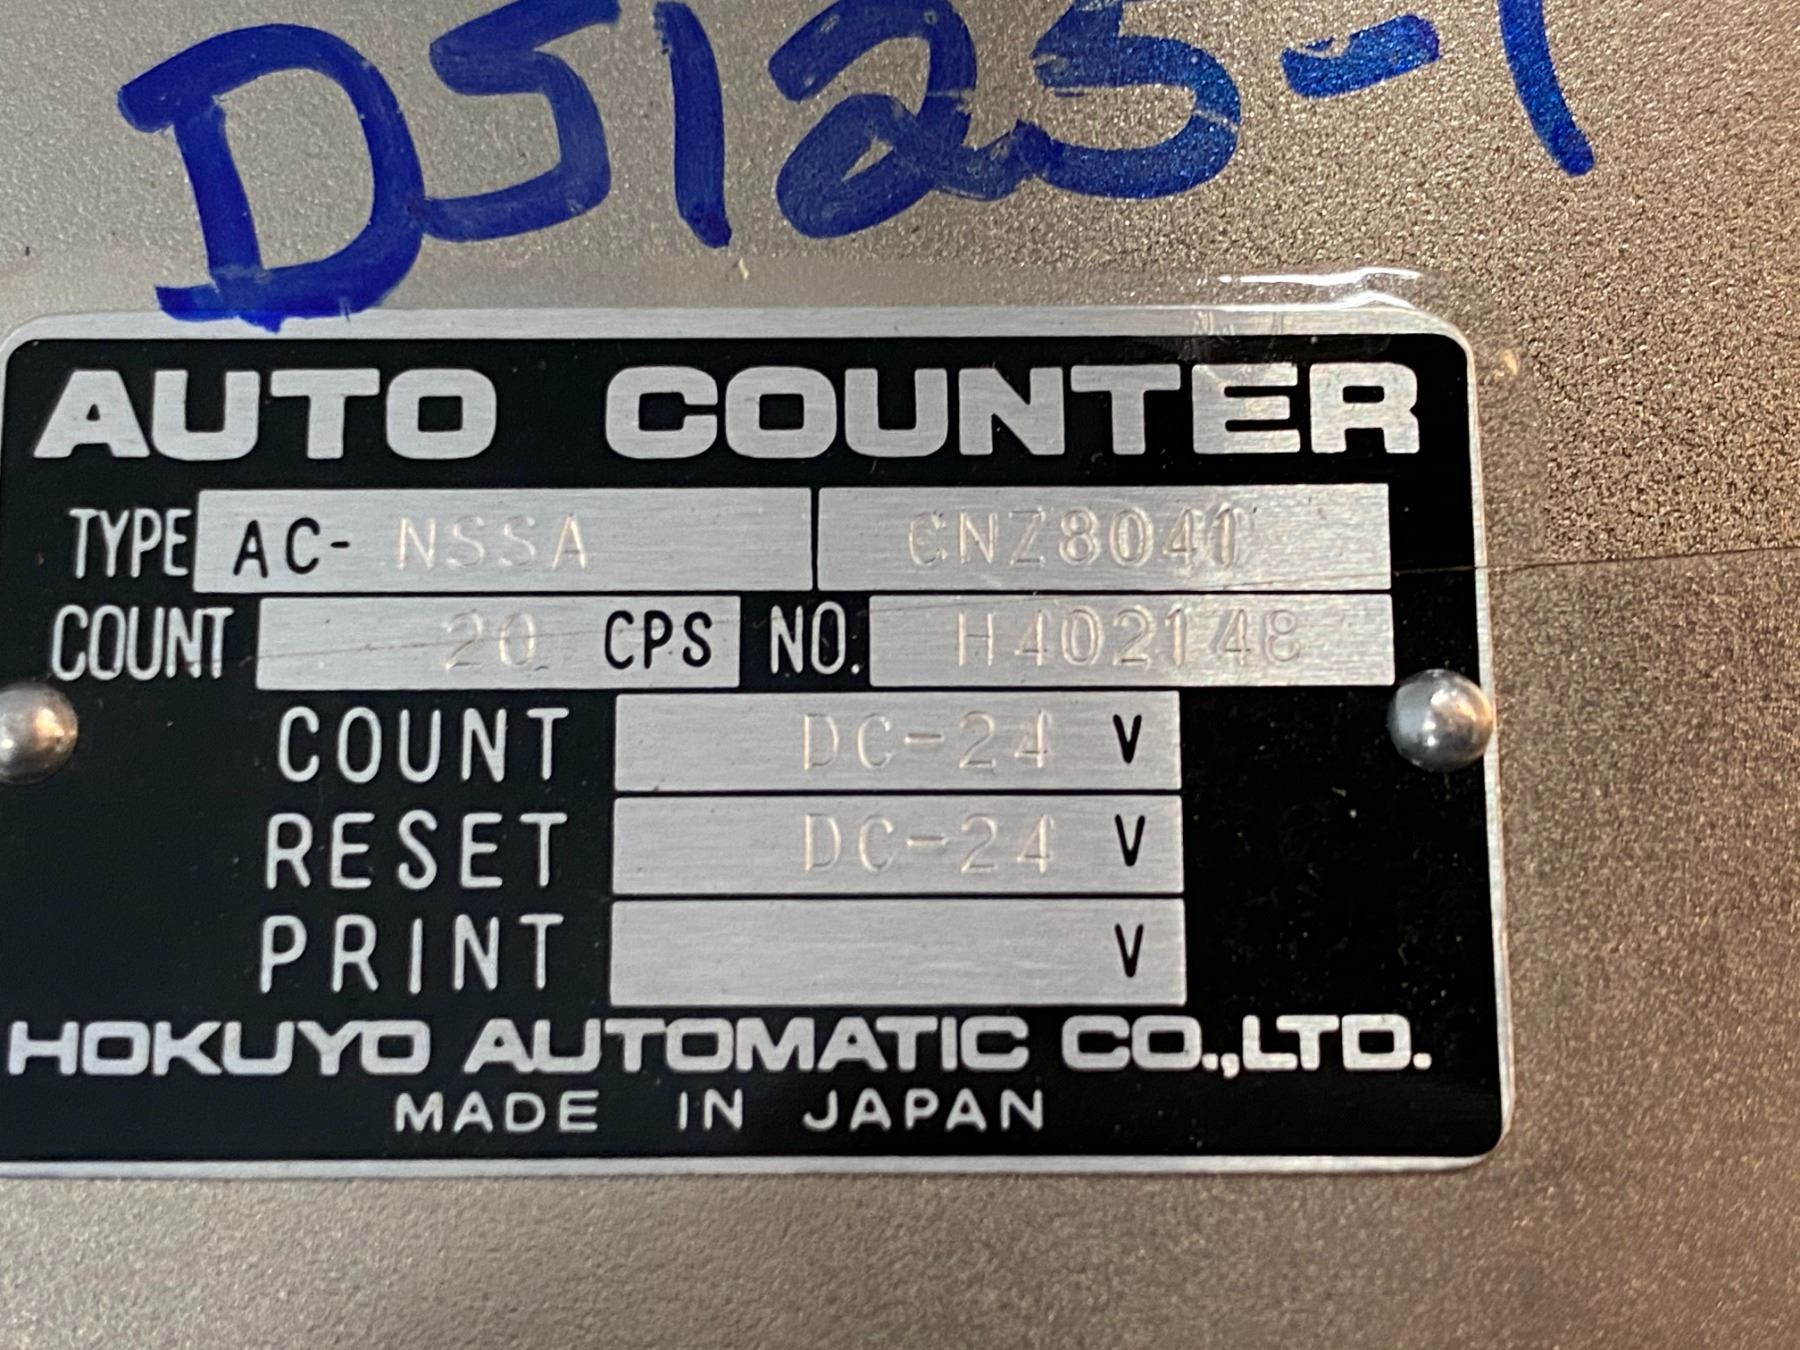 DS125-1
AUTO COUNTER
TYPE AC- NSSA CNZ8041
COUNT 20 CPS NO. H402148
COUNT DC-24 V
RESET DC-24 V
PRINT V
HOKUYO AUTOMATIC CO.,LTD.
MADE IN JAPAN